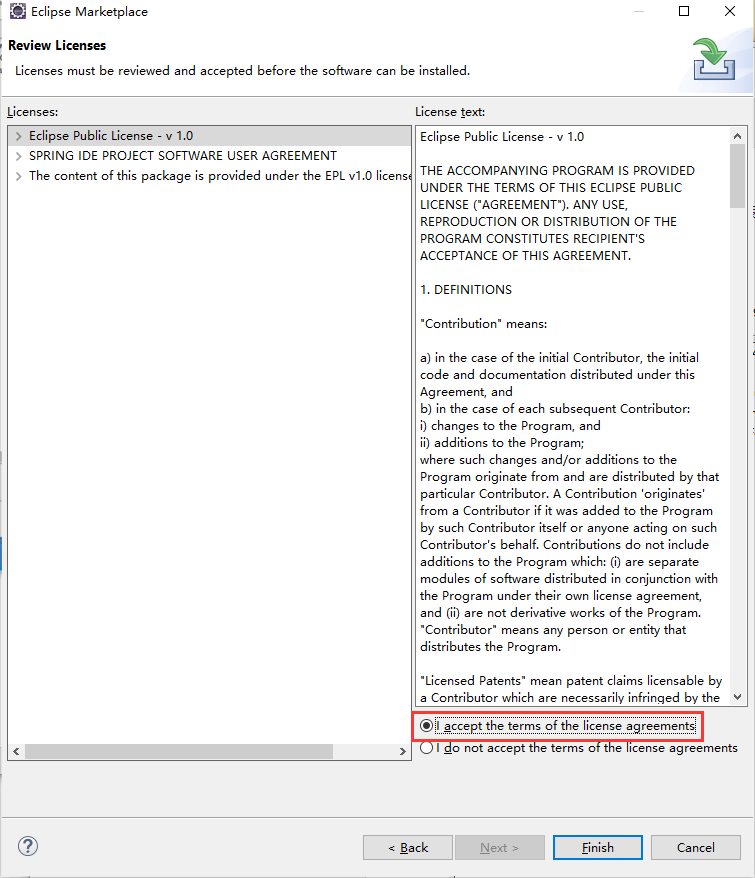 Eclipse Marketplace
Review Licenses
Licenses must be reviewed and accepted before the software can be installed.
Licenses:
Eclipse Public License - v 1.0
SPRING IDE PROJECT SOFTWARE USER AGREEMENT
The content of this package is provided under the EPL v1.0 license
License text:
Eclipse Public License - v 1.0
THE ACCOMPANYING PROGRAM IS PROVIDED
UNDER THE TERMS OF THIS ECLIPSE PUBLIC
LICENSE ("AGREEMENT"). ANY USE,
REPRODUCTION OR DISTRIBUTION OF THE
PROGRAM CONSTITUTES RECIPIENT'S
ACCEPTANCE OF THIS AGREEMENT.
1. DEFINITIONS
"Contribution" means:
a) in the case of the initial Contributor, the initial
code and documentation distributed under this
Agreement, and
b) in the case of each subsequent Contributor:
i) changes to the Program, and
ii) additions to the Program;
where such changes and/or additions to the
Program originate from and are distributed by that
particular Contributor. A Contribution 'originates'
from a Contributor if it was added to the Program
by such Contributor itself or anyone acting on such
Contributor's behalf. Contributions do not include
additions to the Program which: (i) are separate
modules of software distributed in conjunction with
the Program under their own license agreement,
and (ii) are not derivative works of the Program.
"Contributor" means any person or entity that
distributes the Program.
"Licensed Patents" mean patent claims licensable by
a Contributor which are necessarily infringed by the
I accept the terms of the license agreements
I do not accept the terms of the license agreements
?
< Back
Next >
Finish
Cancel